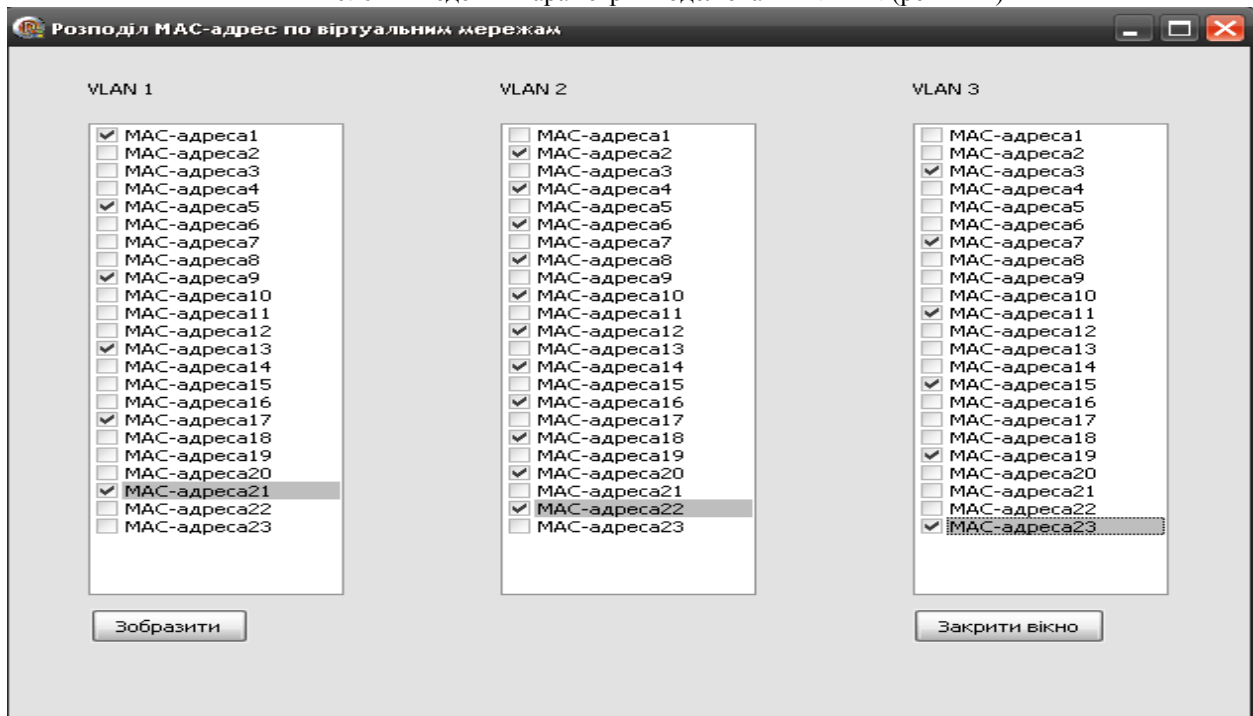 Розподіл МАС-адрес по віртуальним мережам
VLAN 1
МАС-адреса1
МАС-адреса2
МАС-адреса3
МАС-адреса4
МАС-адреса5
МАС-адреса6
МАС-адреса7
МАС-адреса8
МАС-адреса9
МАС-адреса10
МАС-адреса11
МАС-адреса12
МАС-адреса13
МАС-адреса14
МАС-адреса15
МАС-адреса16
МАС-адреса17
МАС-адреса18
МАС-адреса19
МАС-адреса20
МАС-адреса21
МАС-адреса22
МАС-адреса23
VLAN 2
МАС-адреса1
МАС-адреса2
МАС-адреса3
МАС-адреса4
МАС-адреса5
МАС-адреса6
МАС-адреса7
МАС-адреса8
МАС-адреса9
МАС-адреса10
МАС-адреса11
МАС-адреса12
МАС-адреса13
МАС-адреса14
МАС-адреса15
МАС-адреса16
МАС-адреса17
МАС-адреса18
МАС-адреса19
МАС-адреса20
МАС-адреса21
МАС-адреса22
МАС-адреса23
VLAN 3
МАС-адреса1
МАС-адреса2
МАС-адреса3
МАС-адреса4
МАС-адреса5
МАС-адреса6
МАС-адреса7
МАС-адреса8
МАС-адреса9
МАС-адреса10
МАС-адреса11
МАС-адреса12
МАС-адреса13
МАС-адреса14
МАС-адреса15
МАС-адреса16
МАС-адреса17
МАС-адреса18
МАС-адреса19
МАС-адреса20
МАС-адреса21
МАС-адреса22
МАС-адреса23
Зобразити
Закрити вікно